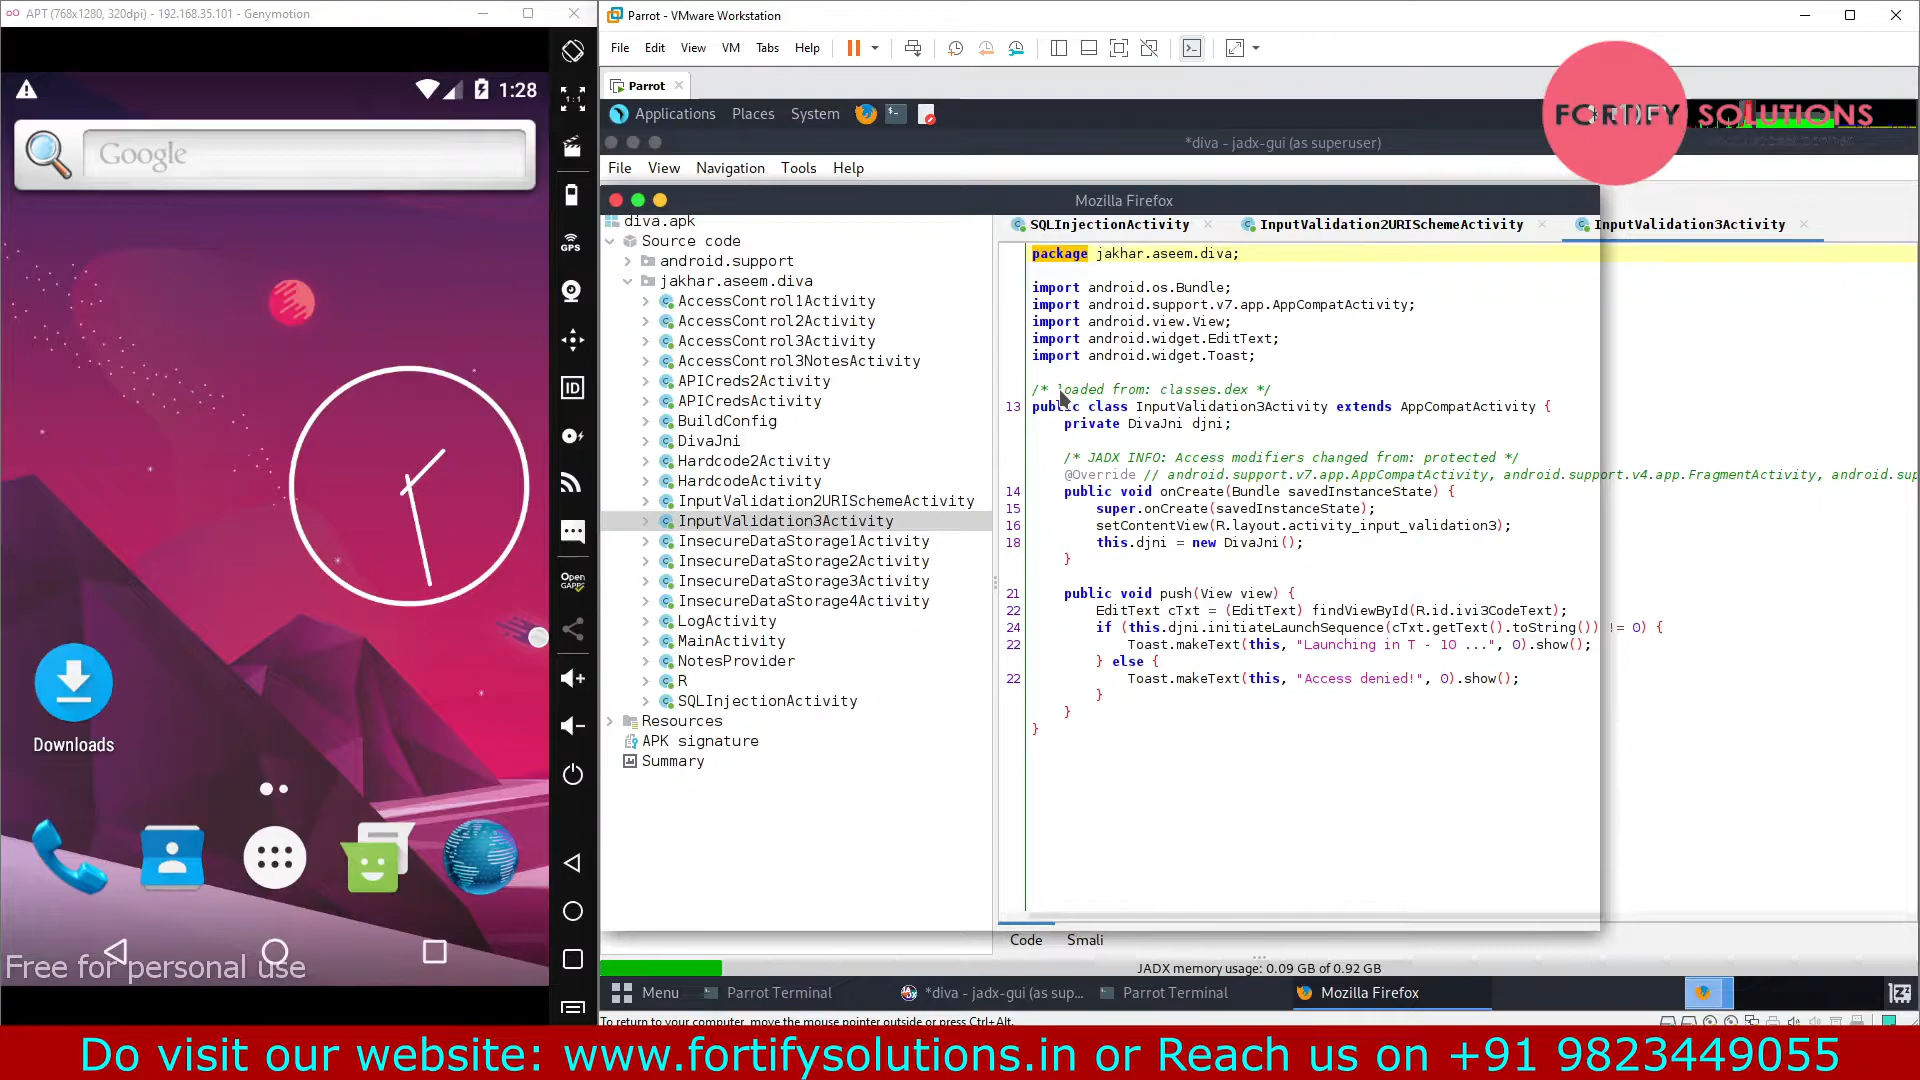 APT (768x1280, 320dpi) - 192.168.35.101 - Genymotion
1:28
Google
Downloads
Free for personal use
1:1
GPS
ID
Open
GAPPS
Parrot - VMware Workstation
File Edit View VM Tabs Help
Parrot
Applications Places System
FORTIFY SOLUTIONS
*diva - jadx-gui (as superuser)
File View Navigation Tools Help
Mozilla Firefox
diva.apk
Source code
android.support
jakhar.aseem.diva
AccessControl1Activity
AccessControl2Activity
AccessControl3Activity
AccessControl3NotesActivity
APICreds2Activity
APICredsActivity
BuildConfig
DivaJni
Hardcode2Activity
HardcodeActivity
InputValidation2URISchemeActivity
InputValidation3Activity
InsecureDataStorage1Activity
InsecureDataStorage2Activity
InsecureDataStorage3Activity
InsecureDataStorage4Activity
LogActivity
MainActivity
NotesProvider
R
SQLInjectionActivity
Resources
APK signature
Summary
SQLInjectionActivity InputValidation2URISchemeActivity InputValidation3Activity
package jakhar.aseem.diva;
import android.os.Bundle;
import android.support.v7.app.AppCompatActivity;
import android.view.View;
import android.widget.EditText;
import android.widget.Toast;
/* loaded from: classes.dex */
13 public class InputValidation3Activity extends AppCompatActivity {
private DivaJni djni;
/* JADX INFO: Access modifiers changed from: protected */
@Override // android.support.v7.app.AppCompatActivity, android.support.v4.app.FragmentActivity, android.sup
14 public void onCreate(Bundle savedInstanceState) {
15 super.onCreate(savedInstanceState);
16 setContentView(R.layout.activity_input_validation3);
18 this.djni = new DivaJni();
}
21 public void push(View view) {
22 EditText cTxt = (EditText) findViewById(R.id.ivi3CodeText);
24 if (this.djni.initiateLaunchSequence(cTxt.getText().toString()) != 0) {
22 Toast.makeText(this, "Launching in T - 10 ...", 0).show();
} else {
22 Toast.makeText(this, "Access denied!", 0).show();
}
}
}
Code Smali
JADX memory usage: 0.09 GB of 0.92 GB
Menu Parrot Terminal *diva - jadx-gui (as sup... Parrot Terminal Mozilla Firefox
To return to your computer, move the mouse pointer outside or press Ctrl+Alt.
Do visit our website: www.fortifysolutions.in or Reach us on +91 9823449055